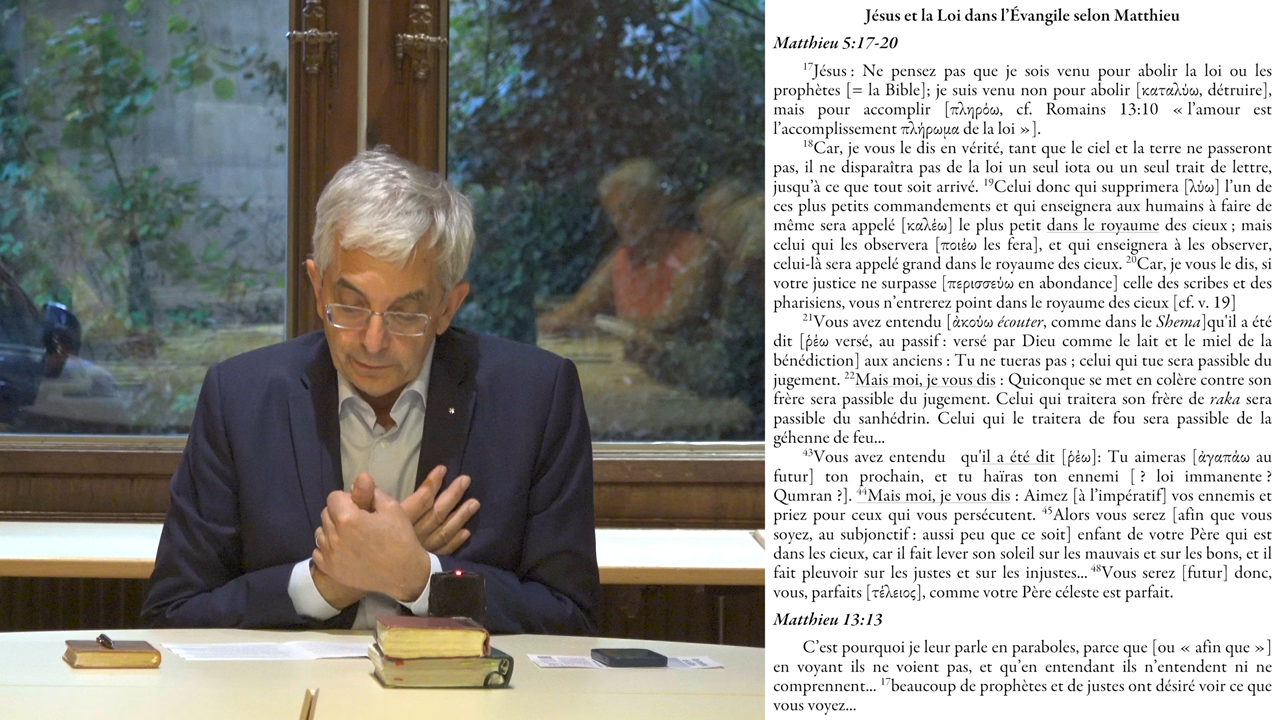 Jésus et la Loi dans l’Évangile selon Matthieu
Matthieu 5:17-20
17Jésus : Ne pensez pas que je sois venu pour abolir la loi ou les
prophètes [= la Bible]; je suis venu non pour abolir [καταλύω, détruire],
mais pour accomplir [πληρόω, cf. Romains 13:10 « l’amour est
l’accomplissement πλήρωμα de la loi »].
18Car, je vous le dis en vérité, tant que le ciel et la terre ne passeront
pas, il ne disparaîtra pas de la loi un seul iota ou un seul trait de lettre,
jusqu’à ce que tout soit arrivé. 19Celui donc qui supprimera [λύω] l’un de
ces plus petits commandements et qui enseignera aux humains à faire de
même sera appelé [καλέω] le plus petit dans le royaume des cieux ; mais
celui qui les observera [ποιέω les fera], et qui enseignera à les observer,
celui-là sera appelé grand dans le royaume des cieux. 20Car, je vous le dis, si
votre justice ne surpasse [περισσεύω en abondance] celle des scribes et des
pharisiens, vous n’entrerez point dans le royaume des cieux [cf. v. 19]
21Vous avez entendu [ἀκούω écouter, comme dans le Shema]qu'il a été
dit [ῥέω versé, au passif : versé par Dieu comme le lait et le miel de la
bénédiction] aux anciens : Tu ne tueras pas ; celui qui tue sera passible du
jugement. 22Mais moi, je vous dis : Quiconque se met en colère contre son
frère sera passible du jugement. Celui qui traitera son frère de raka sera
passible du sanhédrin. Celui qui le traitera de fou sera passible de la
géhenne de feu...
43Vous avez entendu qu'il a été dit [ῥέω]: Tu aimeras [ἀγαπάω au
futur] ton prochain, et tu haïras ton ennemi [ ? loi immanente ?
Qumran ?]. 44Mais moi, je vous dis : Aimez [à l’impératif] vos ennemis et
priez pour ceux qui vous persécutent. 45Alors vous serez [afin que vous
soyez, au subjonctif : aussi peu que ce soit] enfant de votre Père qui est
dans les cieux, car il fait lever son soleil sur les mauvais et sur les bons, et il
fait pleuvoir sur les justes et sur les injustes... 48Vous serez [futur] donc,
vous, parfaits [τέλειος], comme votre Père céleste est parfait.
Matthieu 13:13
C’est pourquoi je leur parle en paraboles, parce que [ou « afin que »]
en voyant ils ne voient pas, et qu’en entendant ils n’entendent ni ne
comprennent... 17beaucoup de prophètes et de justes ont désiré voir ce que
vous voyez...